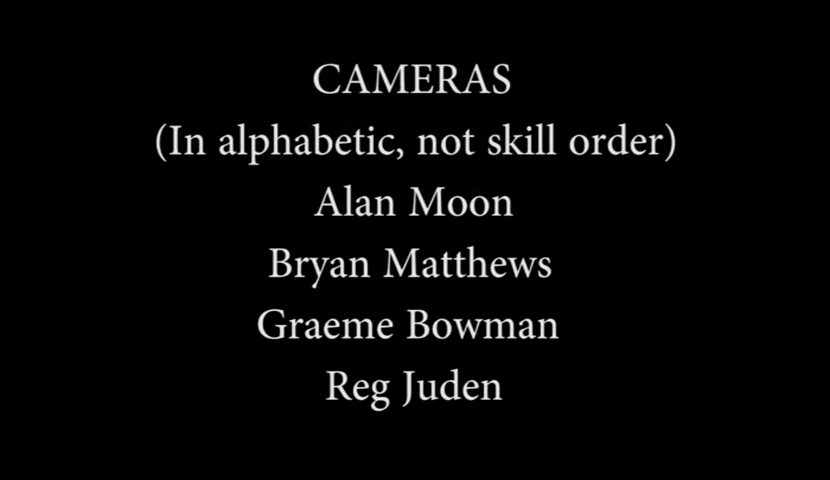 CAMERAS
(In alphabetic, not skill order)
Alan Moon
Bryan Matthews
Graeme Bowman
Reg Juden